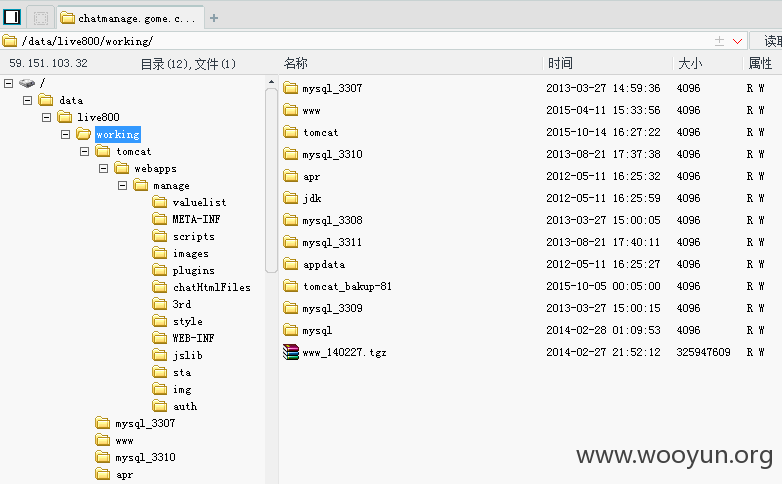 chatmanage.gome.c...
/data/live800/working/
读取
59.151.103.32 目录(12),文件(1) 名称 时间 大小 属性
/
data
live800
working
tomcat
webapps
manage
valuelist
META-INF
scripts
images
plugins
chatHtmlFiles
3rd
style
WEB-INF
jslib
sta
img
auth
mysql_3307
www
mysql_3310
apr
mysql_3307 2013-03-27 14:59:36 4096 R W
www 2015-04-11 15:33:56 4096 R W
tomcat 2015-10-14 16:27:22 4096 R W
mysql_3310 2013-08-21 17:37:38 4096 R W
apr 2012-05-11 16:25:32 4096 R W
jdk 2012-05-11 16:25:59 4096 R W
mysql_3308 2013-03-27 15:00:05 4096 R W
mysql_3311 2013-08-21 17:40:11 4096 R W
appdata 2012-05-11 16:25:27 4096 R W
tomcat_bakup-81 2015-10-05 00:05:00 4096 R W
mysql_3309 2013-03-27 15:00:15 4096 R W
mysql 2014-02-28 01:09:53 4096 R W
www_140227.tgz 2014-02-27 21:52:12 325947609 R W
www.wooyun.org